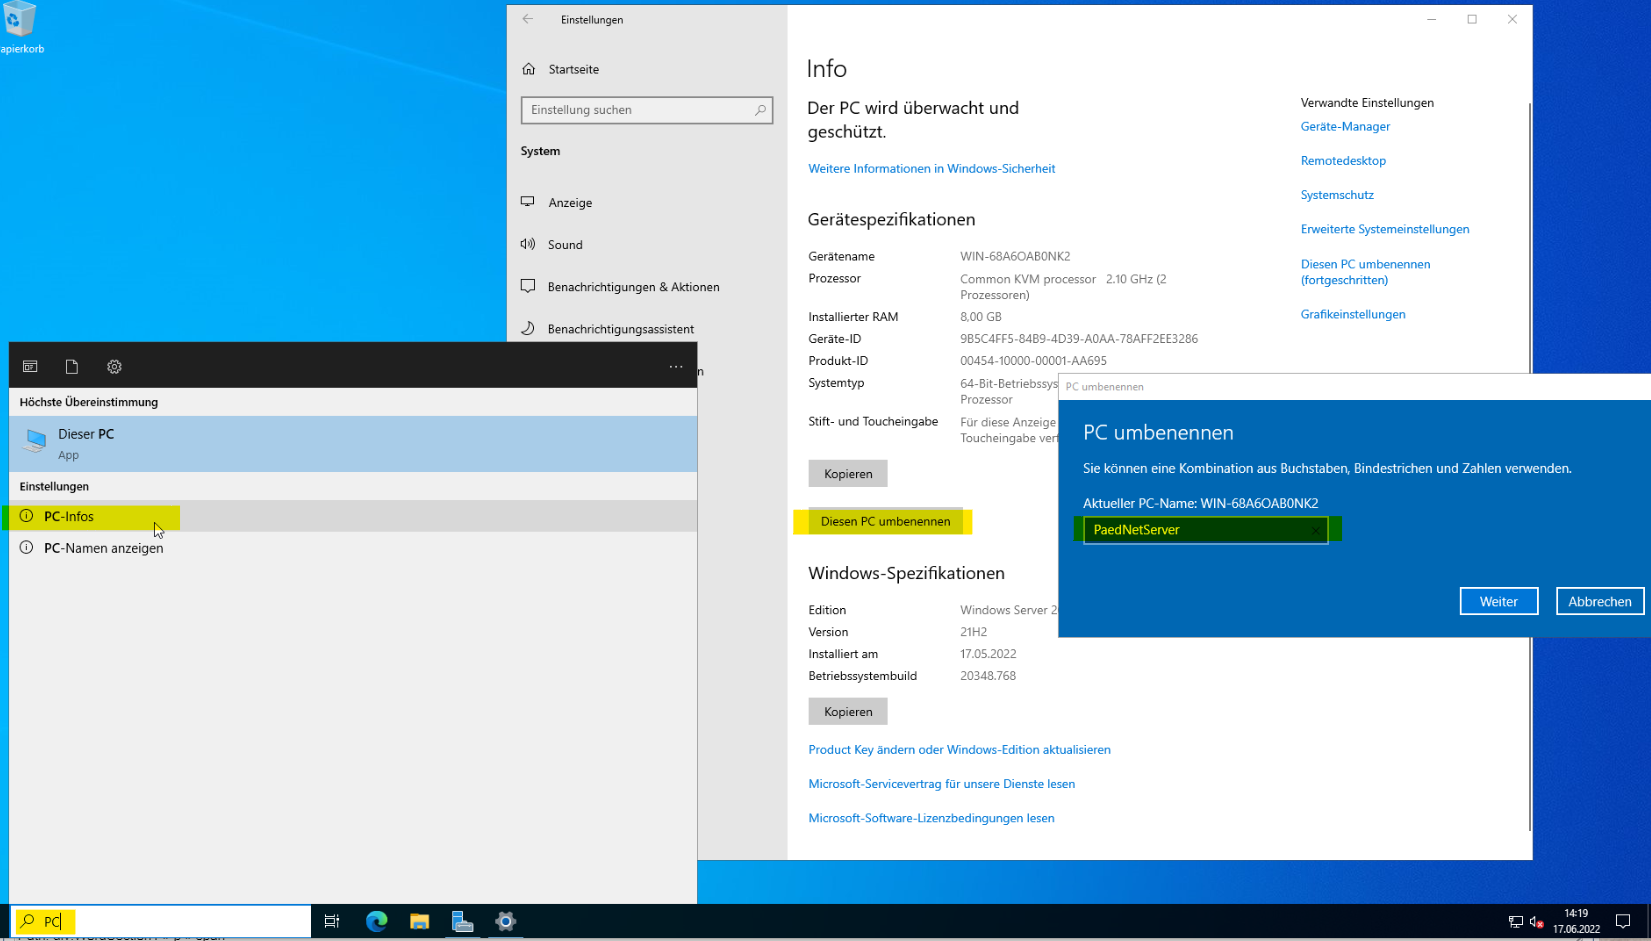 apierkorb
Einstellungen
Startseite
Einstellung suchen
System
Anzeige
Sound
Benachrichtigungen & Aktionen
Benachrichtigungsassistent
n
Info
Der PC wird überwacht und
geschützt.
Weitere Informationen in Windows-Sicherheit
Gerätespezifikationen
Gerätename WIN-68A6OAB0NK2
Prozessor Common KVM processor 2.10 GHz (2
Prozessoren)
Installierter RAM 8,00 GB
Geräte-ID 9B5C4FF5-84B9-4D39-A0AA-78AFF2EE3286
Produkt-ID 00454-10000-00001-AA695
Systemtyp 64-Bit-Betriebssys
Prozessor
Stift- und Toucheingabe Für diese Anzeige
Toucheingabe verf
Kopieren
Diesen PC umbenennen
Windows-Spezifikationen
Edition Windows Server 2
Version 21H2
Installiert am 17.05.2022
Betriebssystembuild 20348.768
Kopieren
Product Key ändern oder Windows-Edition aktualisieren
Microsoft-Servicevertrag für unsere Dienste lesen
Microsoft-Software-Lizenzbedingungen lesen
Verwandte Einstellungen
Geräte-Manager
Remotedesktop
Systemschutz
Erweiterte Systemeinstellungen
Diesen PC umbenennen
(fortgeschritten)
Grafikeinstellungen
PC umbenennen
PC umbenennen
Sie können eine Kombination aus Buchstaben, Bindestrichen und Zahlen verwenden.
Aktueller PC-Name: WIN-68A6OAB0NK2
PaedNetServer
Weiter
Abbrechen
Höchste Übereinstimmung
Dieser PC
App
Einstellungen
PC-Infos
PC-Namen anzeigen
PC
14:19
17.06.2022